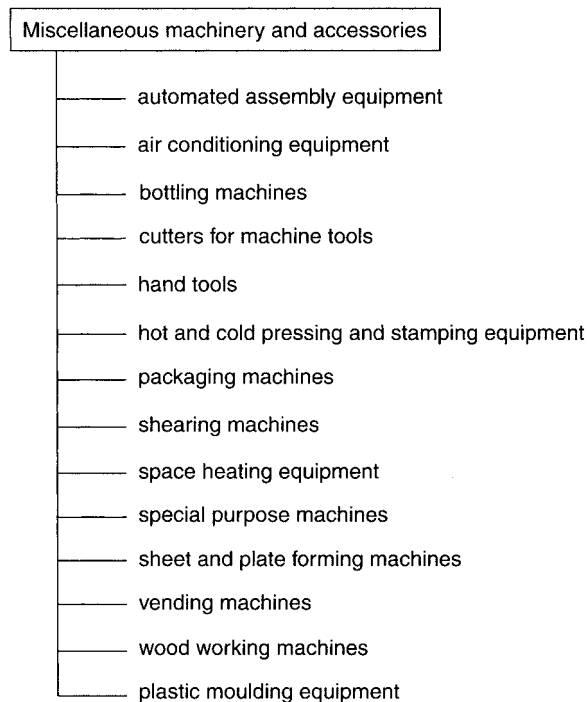 Miscellaneous machinery and accessories
automated assembly equipment
air conditioning equipment
bottling machines
cutters for machine tools
hand tools
hot and cold pressing and stamping equipment
packaging machines
shearing machines
space heating equipment
special purpose machines
sheet and plate forming machines
vending machines
wood working machines
plastic moulding equipment